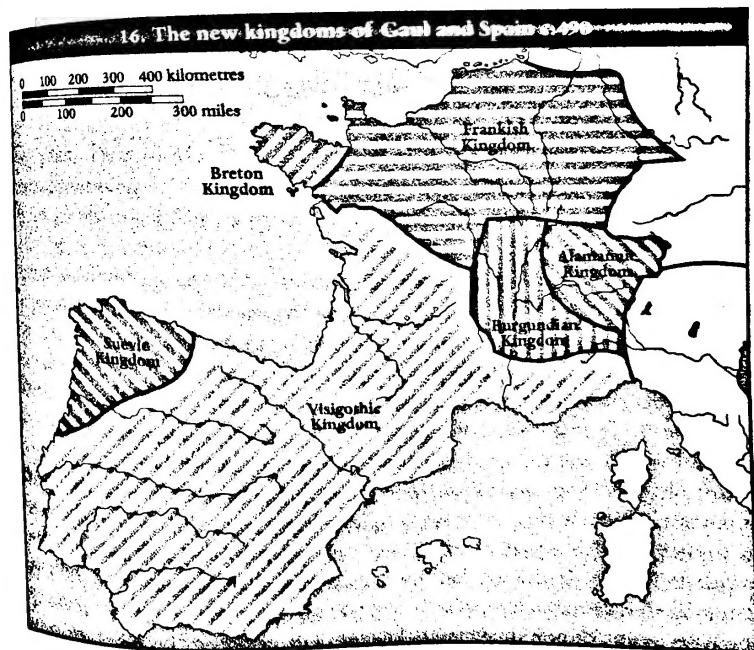 16. The new kingdoms of Gaul and Spain c.490
0 100 200 300 400 kilometres
0 100 200 300 miles
Frankish
Kingdom
Breton
Kingdom
Alamannic
Kingdom
Burgundian
Kingdom
Suevic
Kingdom
Visigothic
Kingdom